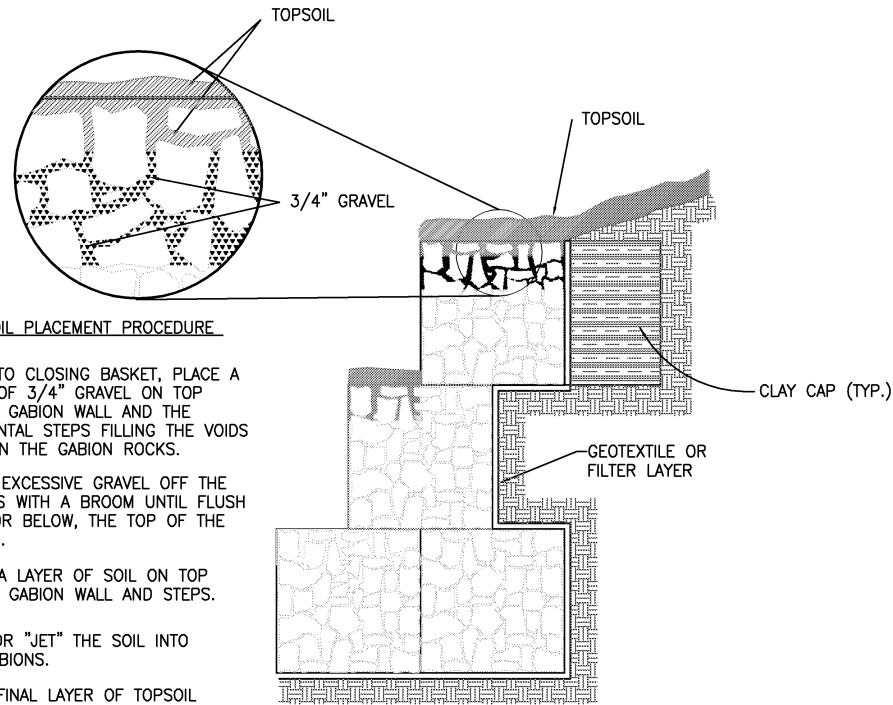 TOPSOIL
TOPSOIL
3/4" GRAVEL
CLAY CAP (TYP.)
GEOTEXTILE OR
FILTER LAYER
OIL PLACEMENT PROCEDURE
TO CLOSING BASKET, PLACE A
OF 3/4" GRAVEL ON TOP
GABION WALL AND THE
NTAL STEPS FILLING THE VOIDS
N THE GABION ROCKS.
EXCESSIVE GRAVEL OFF THE
S WITH A BROOM UNTIL FLUSH
OR BELOW, THE TOP OF THE
.
A LAYER OF SOIL ON TOP
GABION WALL AND STEPS.
OR "JET" THE SOIL INTO
BIONS.
FINAL LAYER OF TOPSOIL